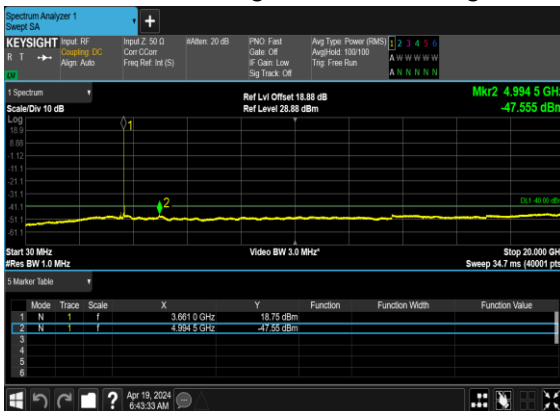 Spectrum Analyzer 1
Swept SA
+
KEYSIGHT Input: RF Input Z: 50 Ω #Atten: 20 dB PNO: Fast Avg Type: Power (RMS) 1 2 3 4 5 6
R T Coupling: DC Corr CCorr Gate: Off Avg|Hold: 100/100 A W W W W W
Align: Auto Freq Ref: Int (S) IF Gain: Low Trig: Free Run
Sig Track: Off A N N N N N
1 Spectrum Ref Lvl Offset 18.88 dB Mkr2 4.994 5 GHz
Scale/Div 10 dB Ref Level 28.88 dBm -47.555 dBm
Log
1
18.9
8.88
-1.12
-11.1
-21.1
-31.1
2
DL1 -40.00 dBm
-41.1
-51.1
-61.1
Start 30 MHz Video BW 3.0 MHz* Stop 20.000 GHz
#Res BW 1.0 MHz Sweep 34.7 ms (40001 pts)
5 Marker Table
Mode Trace Scale X Y Function Function Width Function Value
1 N 1 f 3.661 0 GHz 18.75 dBm
2 N 1 f 4.994 5 GHz -47.55 dBm
3
4
5
6
? Apr 19, 2024
6:43:33 AM